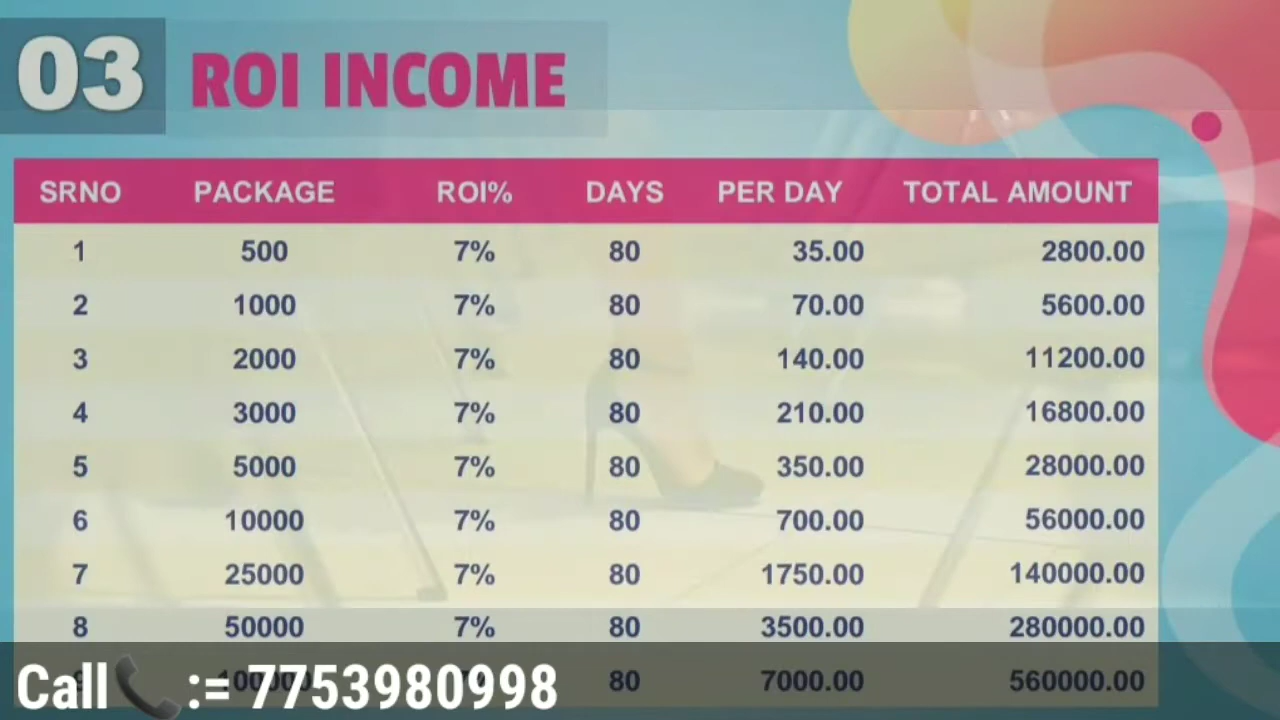 03 ROI INCOME
SRNO PACKAGE ROI% DAYS PER DAY TOTAL AMOUNT
1 500 7% 80 35.00 2800.00
2 1000 7% 80 70.00 5600.00
3 2000 7% 80 140.00 11200.00
4 3000 7% 80 210.00 16800.00
5 5000 7% 80 350.00 28000.00
6 10000 7% 80 700.00 56000.00
7 25000 7% 80 1750.00 140000.00
8 50000 7% 80 3500.00 280000.00
100000 80 7000.00 560000.00
Call 📞 := 7753980998